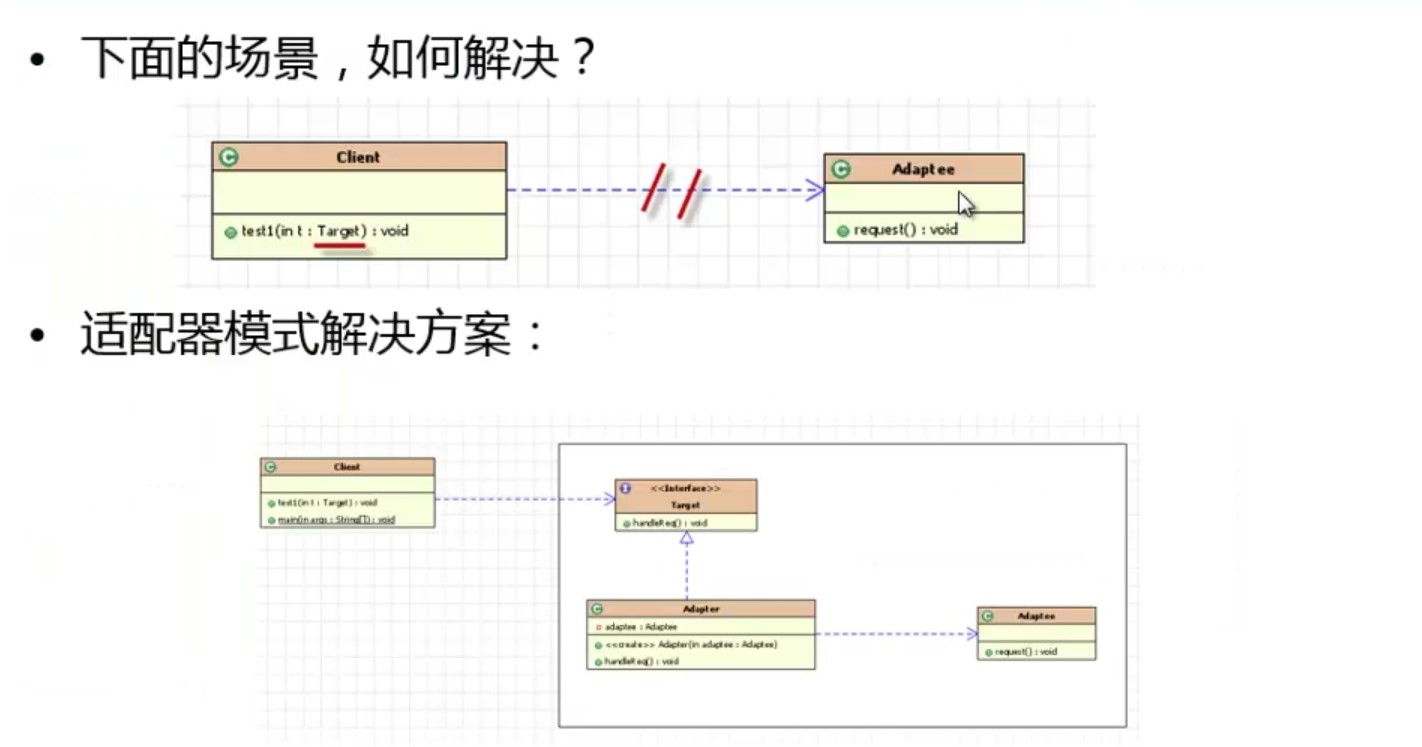 • 下面的场景，如何解决？
Client
test1(in t : Target) : void
Adaptee
request() : void
• 适配器模式解决方案：
Client
test1(in t : Target) : void
main(in args : String[]) : void
<<Interface>>
Target
handleReq() : void
Adapter
adaptee : Adaptee
<<create>> Adapter(in adaptee : Adaptee)
handleReq() : void
Adaptee
request() : void